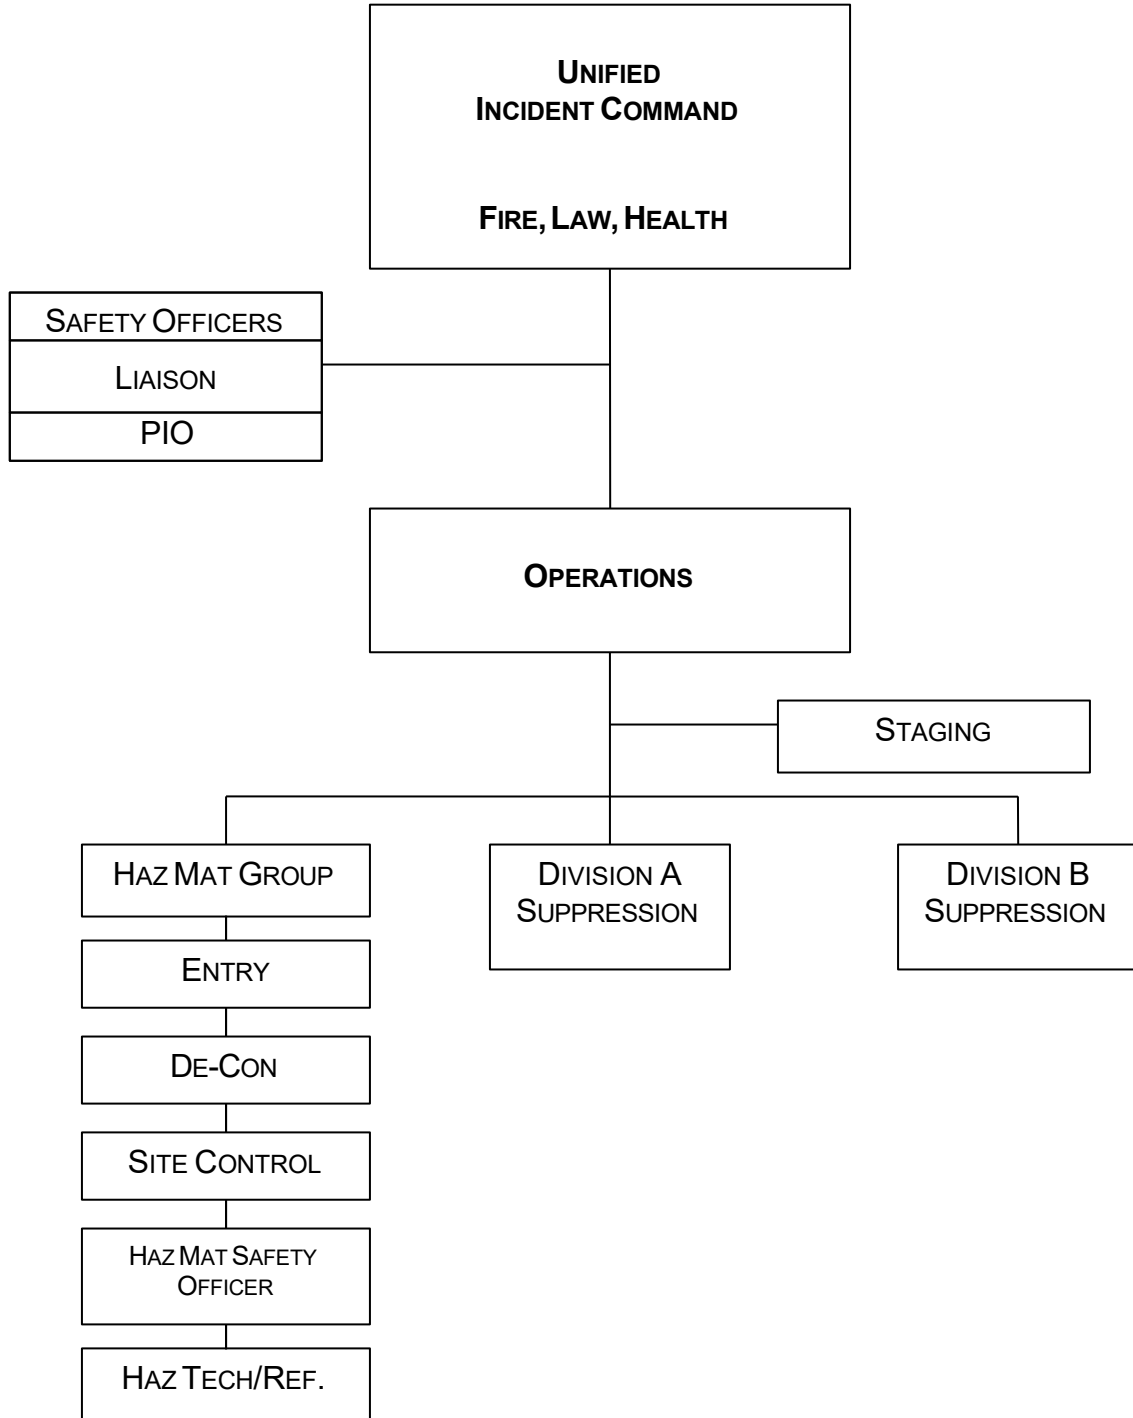 UNIFIED
INCIDENT COMMAND
FIRE, LAW, HEALTH
SAFETY OFFICERS
LIAISON
PIO
OPERATIONS
STAGING
HAZ MAT GROUP
ENTRY
DE-CON
SITE CONTROL
HAZ MAT SAFETY
OFFICER
HAZ TECH/REF.
DIVISION A
SUPPRESSION
DIVISION B
SUPPRESSION